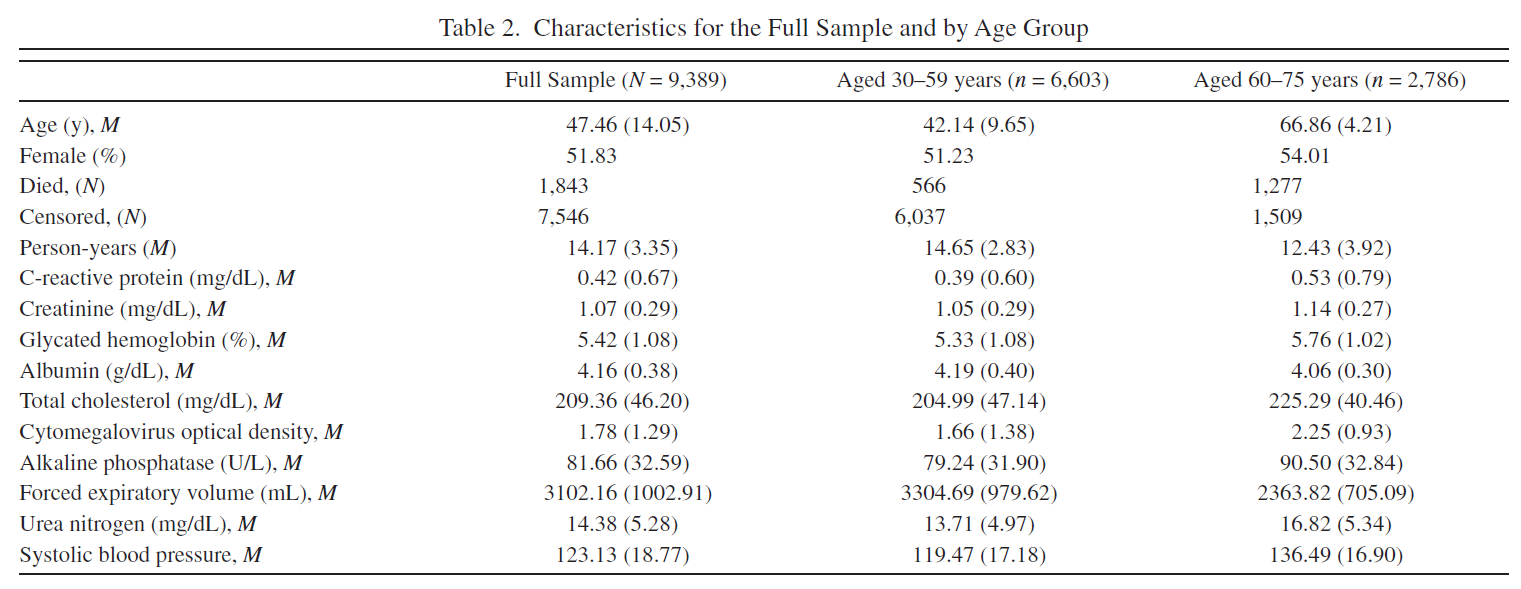 Table 2. Characteristics for the Full Sample and by Age Group
Full Sample (N = 9,389) Aged 30–59 years (n = 6,603) Aged 60–75 years (n = 2,786)
Age (y), M 47.46 (14.05) 42.14 (9.65) 66.86 (4.21)
Female (%) 51.83 51.23 54.01
Died, (N) 1,843 566 1,277
Censored, (N) 7,546 6,037 1,509
Person-years (M) 14.17 (3.35) 14.65 (2.83) 12.43 (3.92)
C-reactive protein (mg/dL), M 0.42 (0.67) 0.39 (0.60) 0.53 (0.79)
Creatinine (mg/dL), M 1.07 (0.29) 1.05 (0.29) 1.14 (0.27)
Glycated hemoglobin (%), M 5.42 (1.08) 5.33 (1.08) 5.76 (1.02)
Albumin (g/dL), M 4.16 (0.38) 4.19 (0.40) 4.06 (0.30)
Total cholesterol (mg/dL), M 209.36 (46.20) 204.99 (47.14) 225.29 (40.46)
Cytomegalovirus optical density, M 1.78 (1.29) 1.66 (1.38) 2.25 (0.93)
Alkaline phosphatase (U/L), M 81.66 (32.59) 79.24 (31.90) 90.50 (32.84)
Forced expiratory volume (mL), M 3102.16 (1002.91) 3304.69 (979.62) 2363.82 (705.09)
Urea nitrogen (mg/dL), M 14.38 (5.28) 13.71 (4.97) 16.82 (5.34)
Systolic blood pressure, M 123.13 (18.77) 119.47 (17.18) 136.49 (16.90)